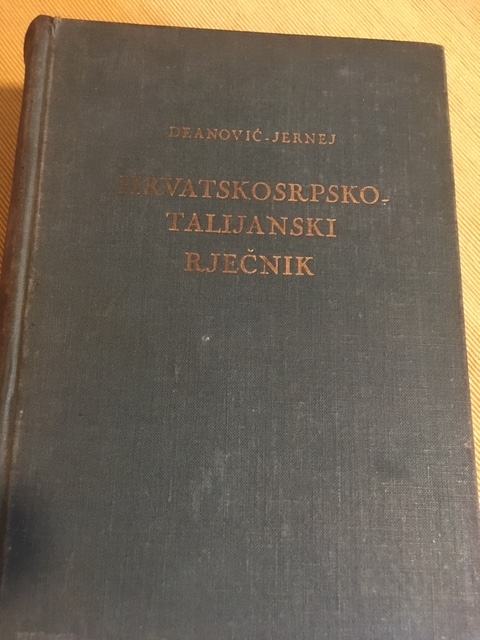 DEANOVIĆ-JERNEJ
HRVATSKOSRPSKO-
TALIJANSKI
RJEČNIK